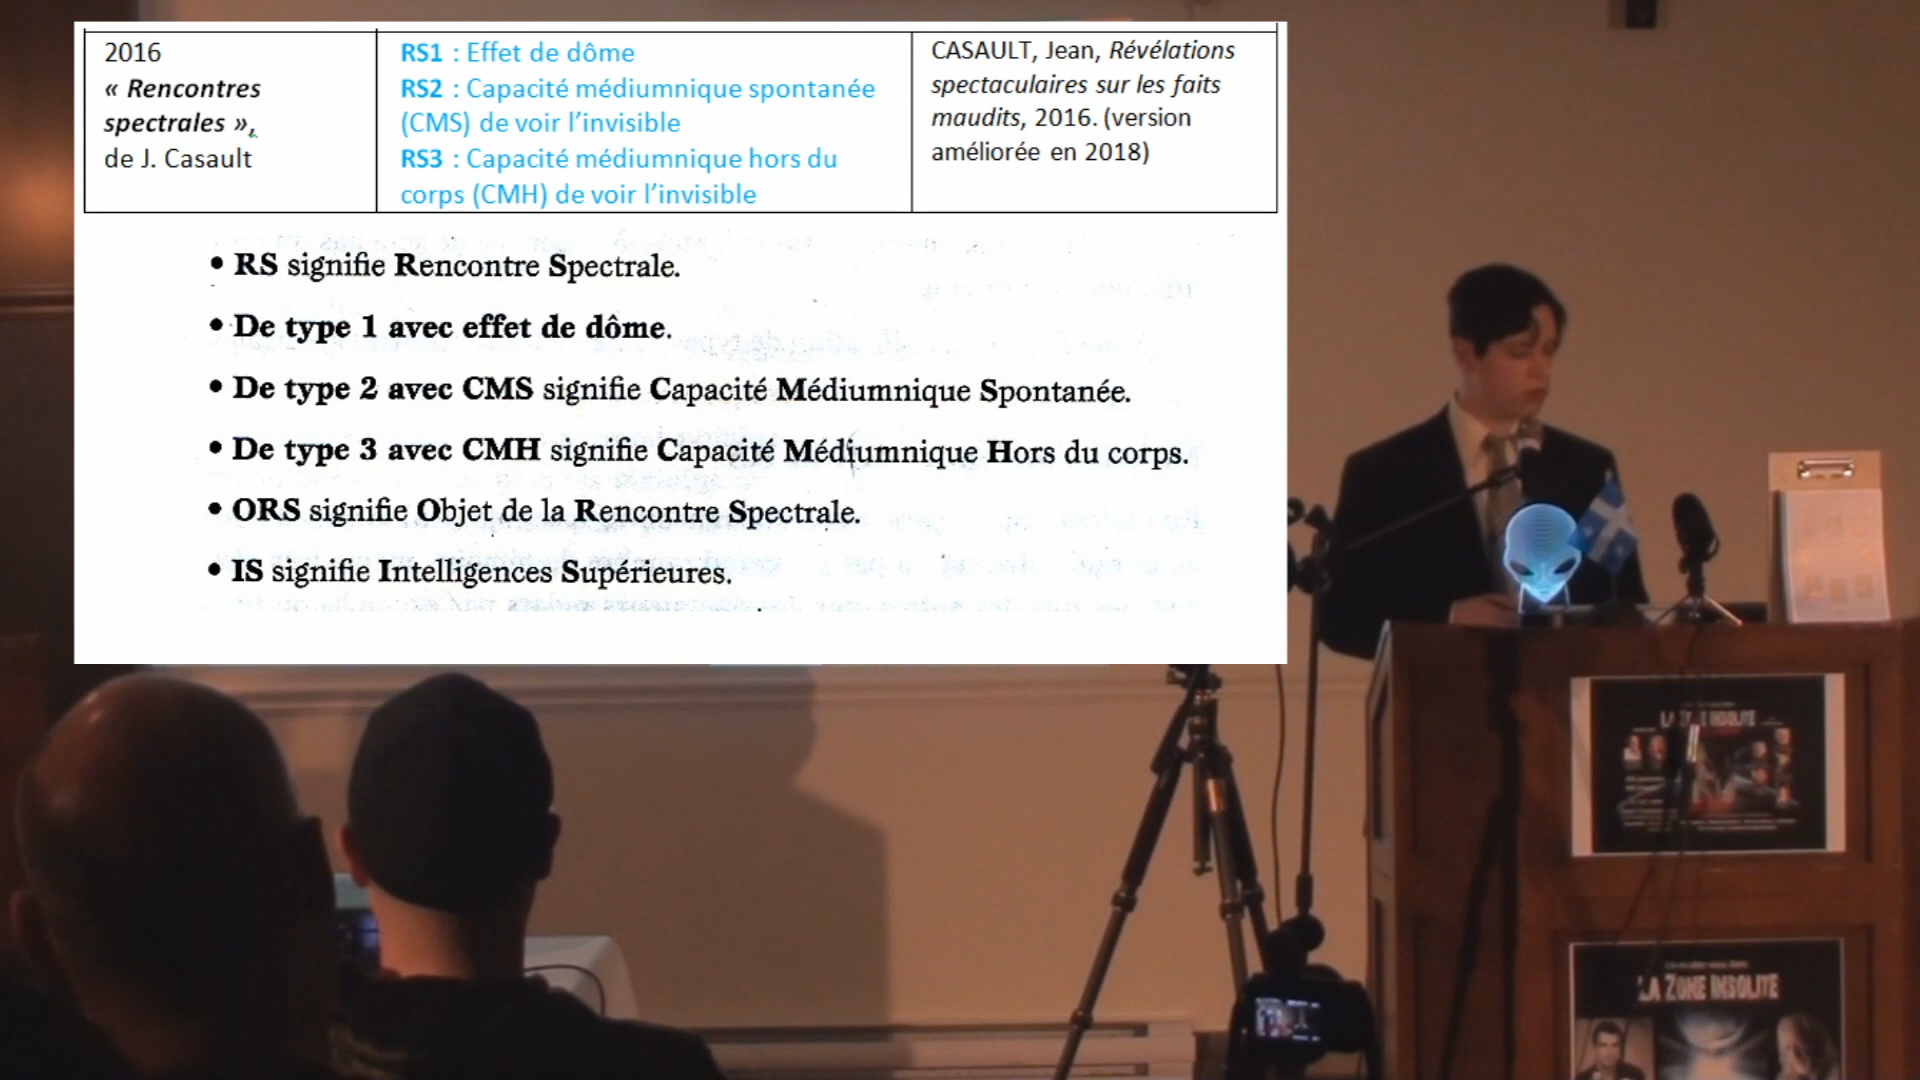 2016
« Rencontres
spectrales »,
de J. Casault
RS1 : Effet de dôme
RS2 : Capacité médiumnique spontanée
(CMS) de voir l’invisible
RS3 : Capacité médiumnique hors du
corps (CMH) de voir l’invisible
CASAULT, Jean, Révélations
spectaculaires sur les faits
maudits, 2016. (version
améliorée en 2018)
• RS signifie Rencontre Spectrale.
• De type 1 avec effet de dôme.
• De type 2 avec CMS signifie Capacité Médiumnique Spontanée.
• De type 3 avec CMH signifie Capacité Médiumnique Hors du corps.
• ORS signifie Objet de la Rencontre Spectrale.
• IS signifie Intelligences Supérieures.
LA ZONE INSOLITE
LA ZONE INSOLITE